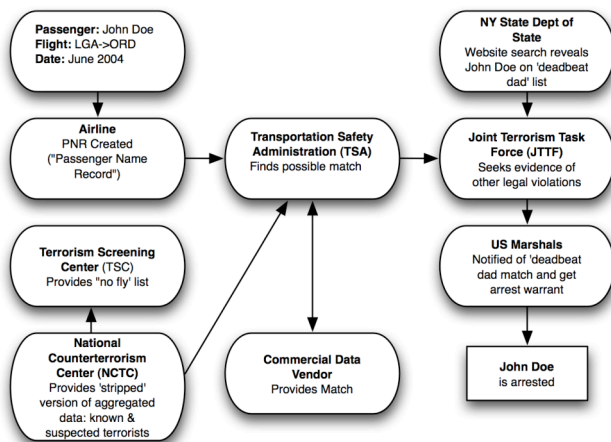 Passenger: John Doe
Flight: LGA->ORD
Date: June 2004
NY State Dept of
State
Website search reveals
John Doe on 'deadbeat
dad' list
Airline
PNR Created
("Passenger Name
Record")
Transportation Safety
Administration (TSA)
Finds possible match
Joint Terrorism Task
Force (JTTF)
Seeks evidence of
other legal violations
Terrorism Screening
Center (TSC)
Provides "no fly' list
US Marshals
Notified of 'deadbeat
dad match and get
arrest warrant
National
Counterterrorism
Center (NCTC)
Provides 'stripped'
version of aggregated
data: known &
suspected terrorists
Commercial Data
Vendor
Provides Match
John Doe
is arrested